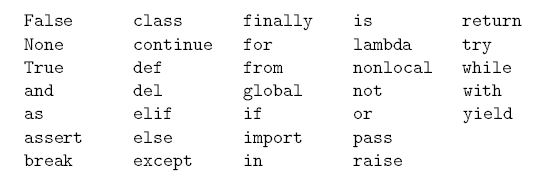 False class finally is return
None continue for lambda try
True def from nonlocal while
and del global not with
as elif if or yield
assert else import pass
break except in raise